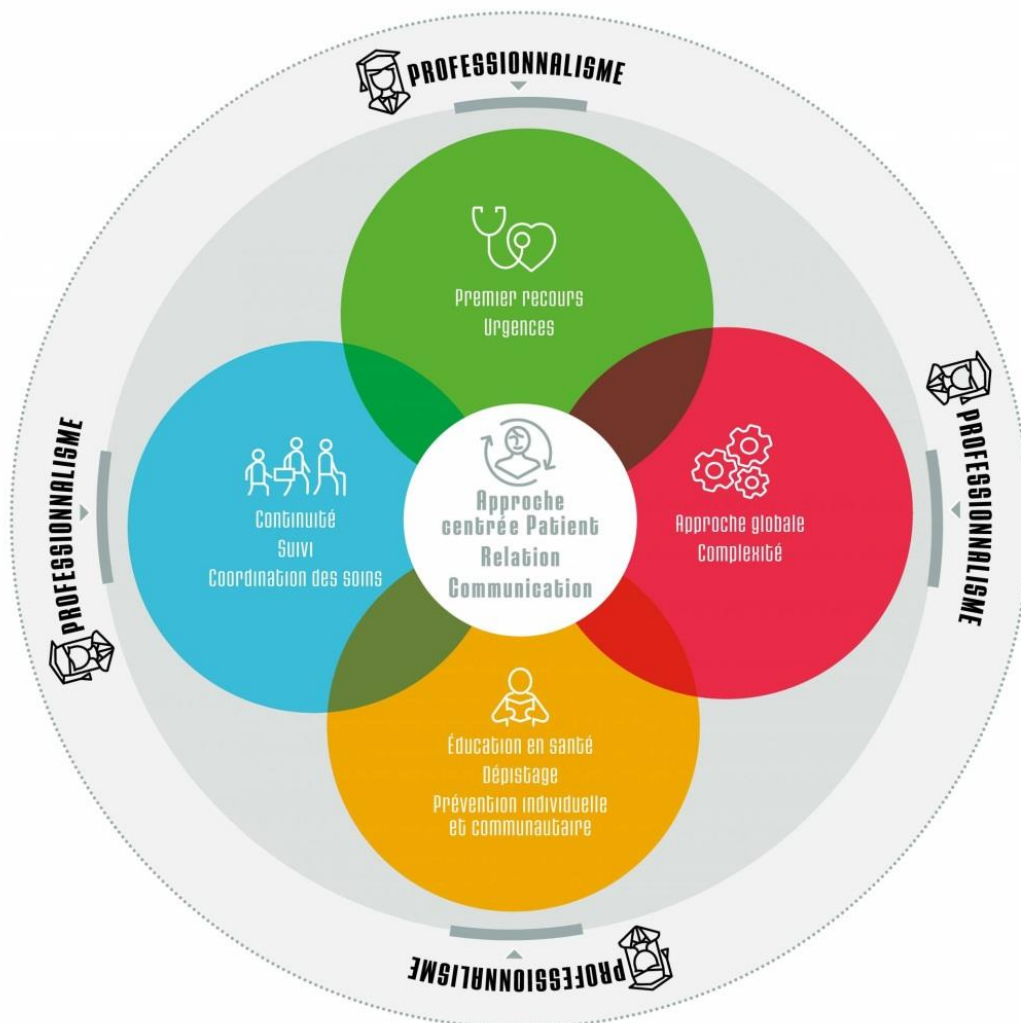 PROFESSIONNALISME
Premier recours
Urgences
PROFESSIONNALISME
Continuité
Suivi
Coordination des soins
Approche
centrée Patient
Relation
Communication
Approche globale
Complexité
PROFESSIONNALISME
Éducation en santé
Dépistage
Prévention individuelle
et communautaire
PROFESSIONNALISME